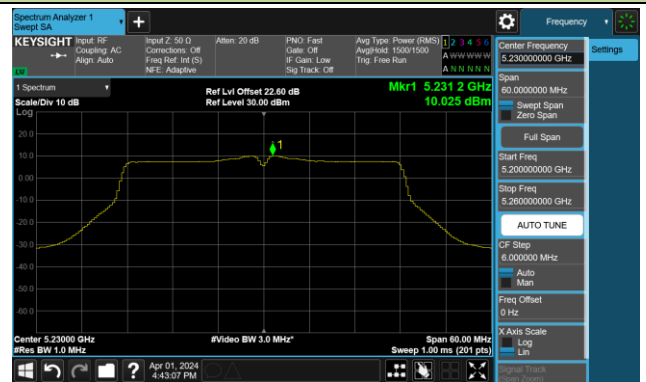 Spectrum Analyzer 1
Swept SA
Frequency
KEYSIGHT
Input: RF
Coupling: AC
Align: Auto
Input Z: 50 Ω
Corrections: Off
Freq Ref: Int (S)
NFE: Adaptive
Atten: 20 dB
PNO: Fast
Gate: Off
IF Gain: Low
Sig Track: Off
Avg Type: Power (RMS)
Avg|Hold: 1500/1500
Trig: Free Run
1 2 3 4 5 6
A W W W W W
A N N N N N
LVI
1 Spectrum
Scale/Div 10 dB
Log
Ref Lvl Offset 22.60 dB
Ref Level 30.00 dBm
Mkr1 5.231 2 GHz
10.025 dBm
20.0
10.0
0.00
-10.0
-20.0
-30.0
-40.0
-50.0
-60.0
1
Center 5.23000 GHz
#Res BW 1.0 MHz
#Video BW 3.0 MHz*
Span 60.00 MHz
Sweep 1.00 ms (201 pts)
Apr 01, 2024
4:43:07 PM
Center Frequency
5.230000000 GHz
Settings
Span
60.0000000 MHz
Swept Span
Zero Span
Full Span
Start Freq
5.200000000 GHz
Stop Freq
5.260000000 GHz
AUTO TUNE
CF Step
6.000000 MHz
Auto
Man
Freq Offset
0 Hz
X Axis Scale
Log
Lin
Signal Track
(Span Zoom)